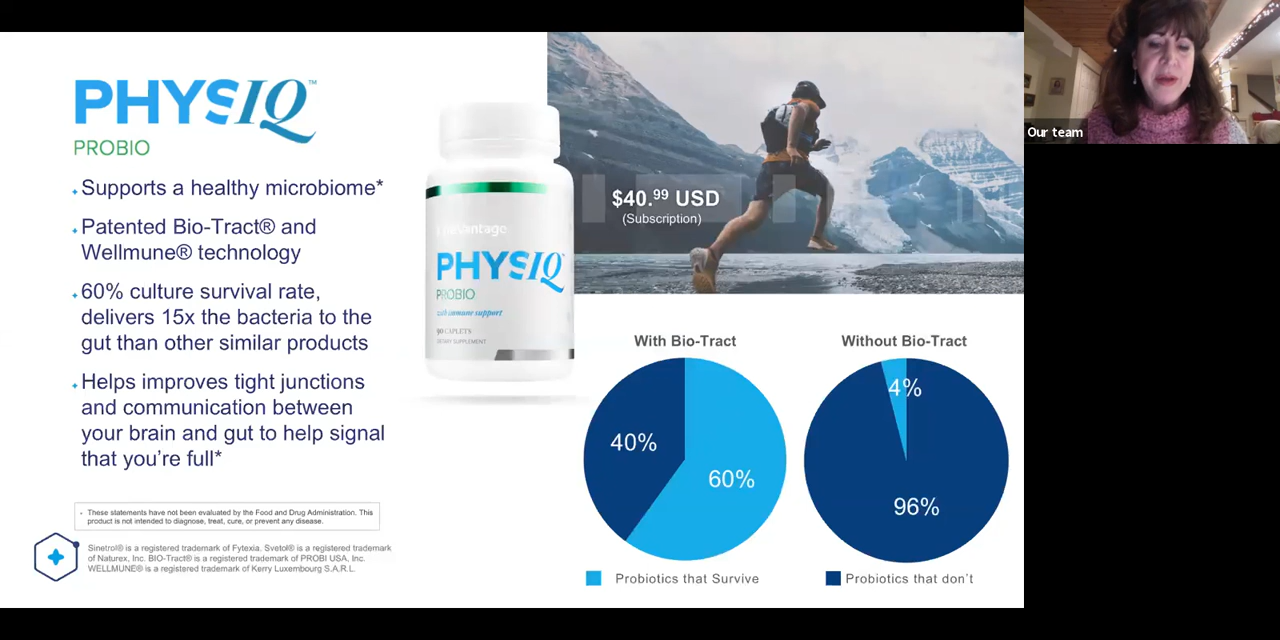 PHYSIQ™
PROBIO
Supports a healthy microbiome*
Patented Bio-Tract® and
Wellmune® technology
60% culture survival rate,
delivers 15x the bacteria to the
gut than other similar products
Helps improves tight junctions
and communication between
your brain and gut to help signal
that you're full*
These statements have not been evaluated by the Food and Drug Administration. This
product is not intended to diagnose, treat, cure, or prevent any disease.
Sinetrol® is a registered trademark of Fytexia. Svetol® is a registered trademark
of Naturex, Inc. BIO-Tract® is a registered trademark of PROBI USA, Inc.
WELLMUNE® is a registered trademark of Kerry Luxembourg S.A.R.L.
PHYSIQ™
PROBIO
with immune support
90 CAPLETS
DIETARY SUPPLEMENT
$40.99 USD
(Subscription)
With Bio-Tract
40%
60%
Without Bio-Tract
4%
96%
Probiotics that Survive
Probiotics that don't
Our team